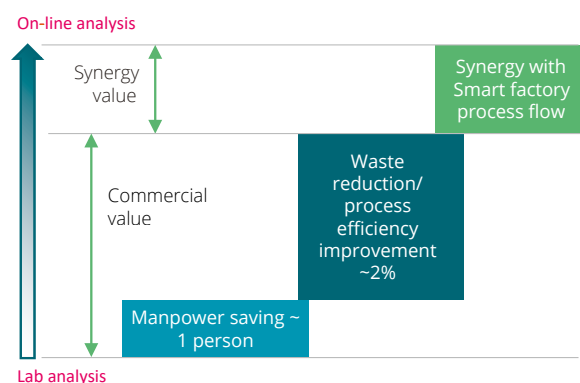 On-line analysis
Synergy
value
Synergy with
Smart factory
process flow
Commercial
value
Waste
reduction/
process
efficiency
improvement
~2%
Manpower saving ~
1 person
Lab analysis